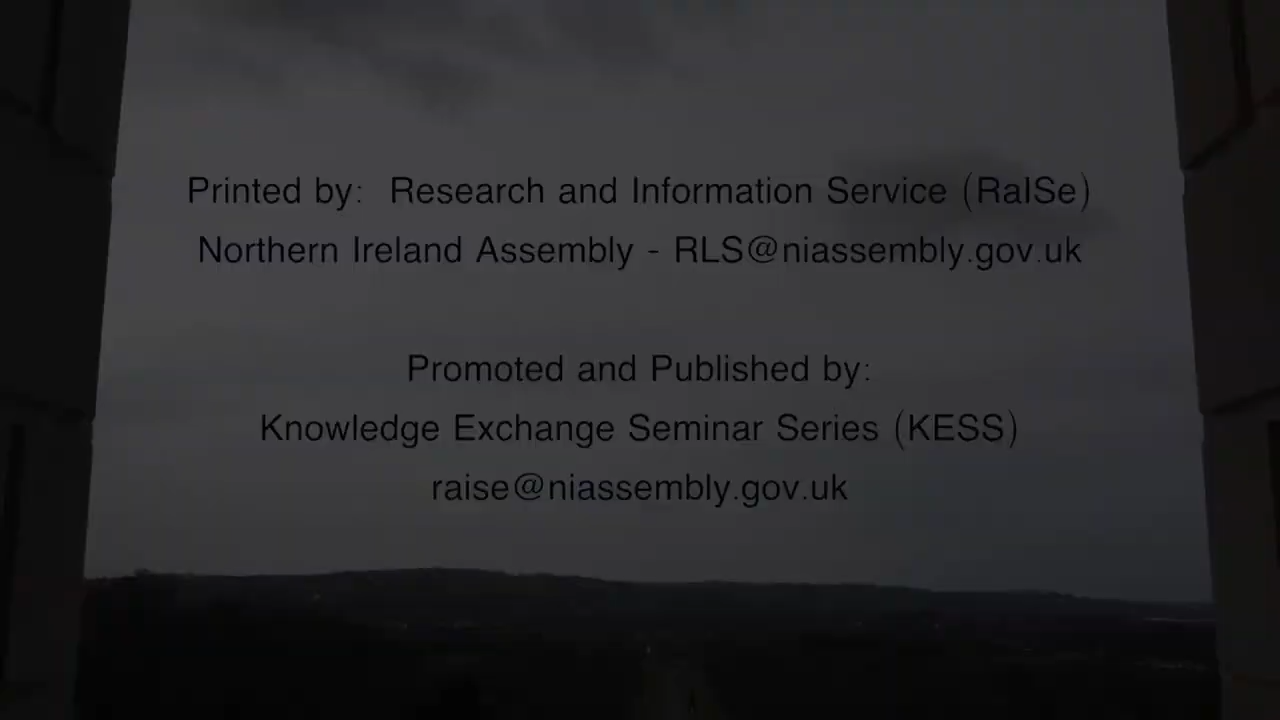 Printed by: Research and Information Service (RaISe)
Northern Ireland Assembly - RLS@niassembly.gov.uk
Promoted and Published by:
Knowledge Exchange Seminar Series (KESS)
raise@niassembly.gov.uk